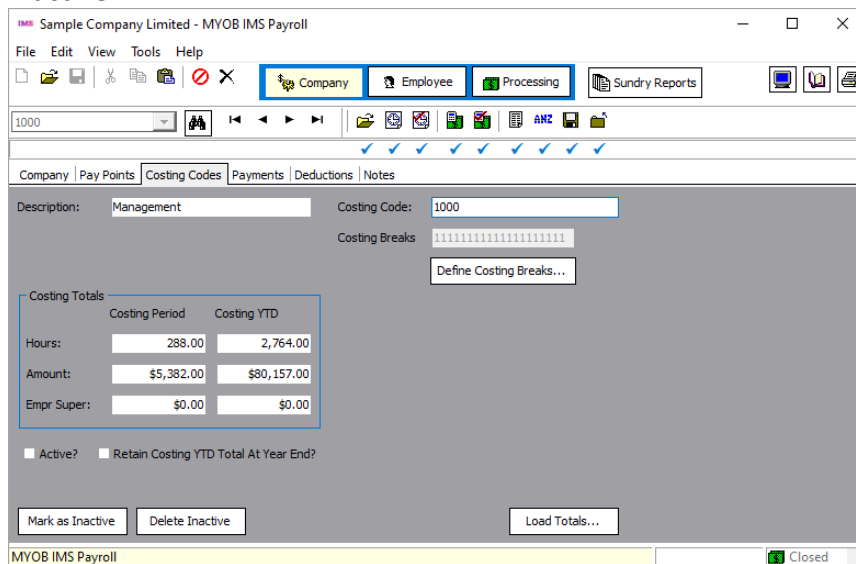 IMS Sample Company Limited - MYOB IMS Payroll
File Edit View Tools Help
Company Employee Processing Sundry Reports
1000 ANZ
Company Pay Points Costing Codes Payments Deductions Notes
Description: Management Costing Code: 1000
Costing Breaks 11111111111111111111
Define Costing Breaks...
Costing Totals
Costing Period Costing YTD
Hours: 288.00 2,764.00
Amount: $5,382.00 $80,157.00
Empr Super: $0.00 $0.00
Active? Retain Costing YTD Total At Year End?
Mark as Inactive Delete Inactive Load Totals...
MYOB IMS Payroll Closed